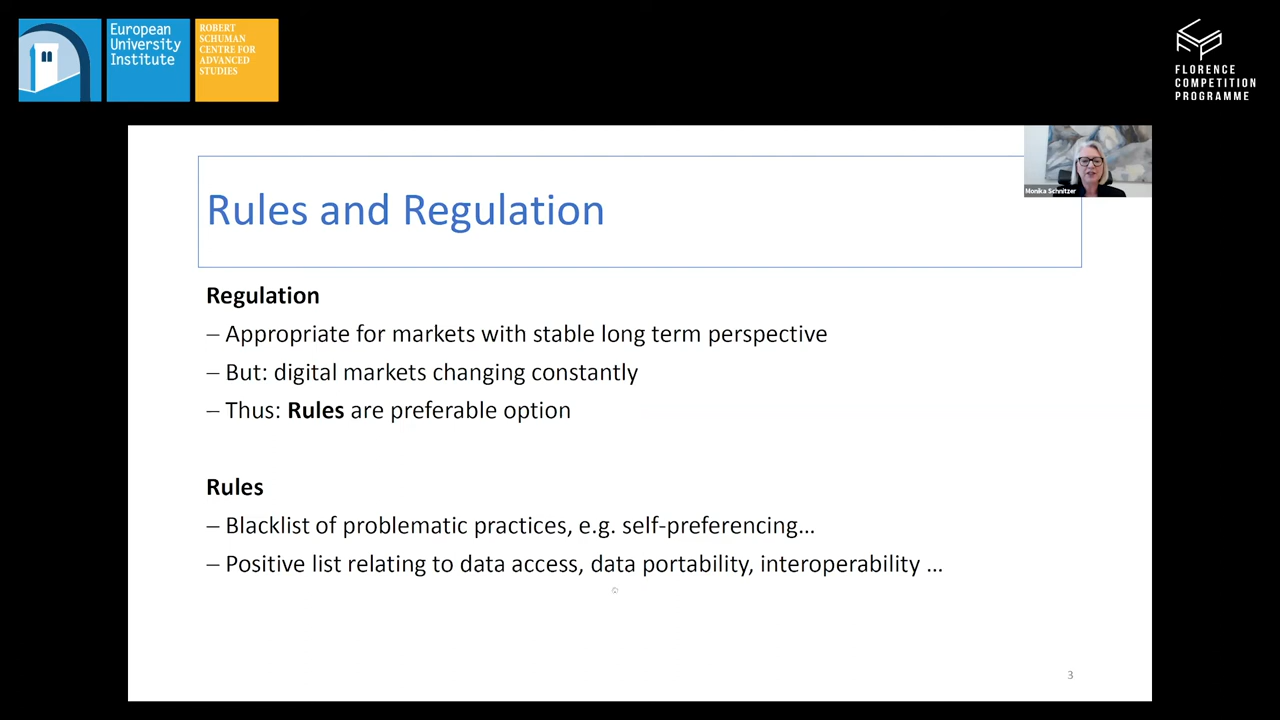 European
University
Institute
ROBERT
SCHUMAN
CENTRE FOR
ADVANCED
STUDIES
FLORENCE
COMPETITION
PROGRAMME
Monika Schnitzer
Rules and Regulation
Regulation
– Appropriate for markets with stable long term perspective
– But: digital markets changing constantly
– Thus: Rules are preferable option
Rules
– Blacklist of problematic practices, e.g. self-preferencing...
– Positive list relating to data access, data portability, interoperability ...
3